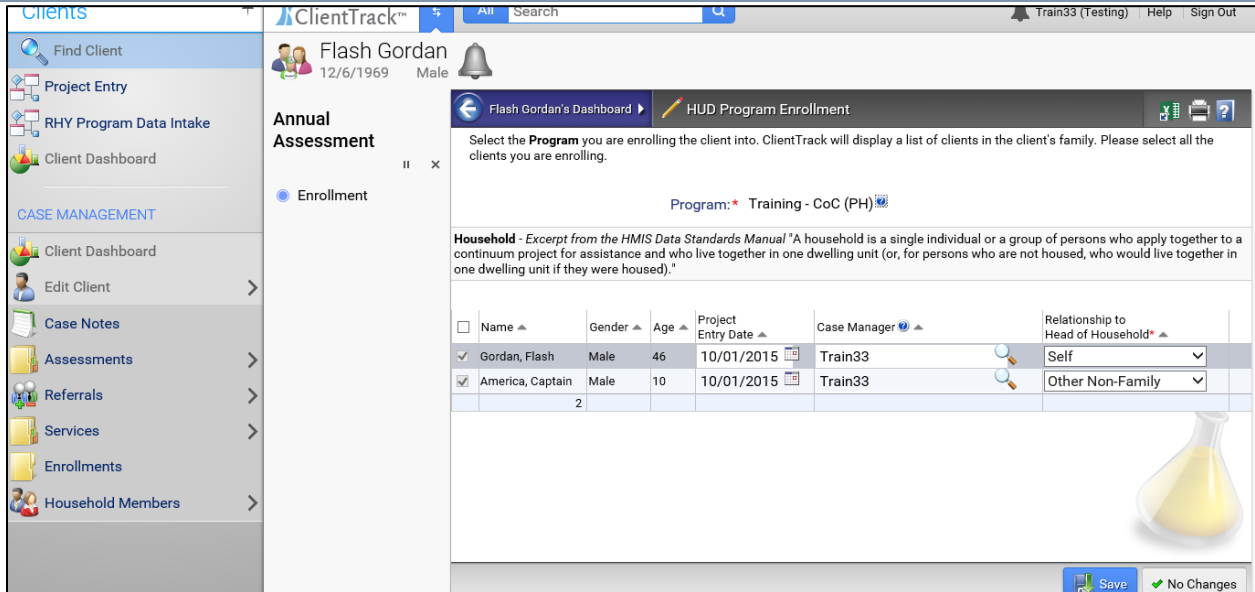 Clients
ClientTrack™
All
Search
Train33 (Testing)
Help
Sign Out
Find Client
Project Entry
RHY Program Data Intake
Client Dashboard
CASE MANAGEMENT
Client Dashboard
Edit Client
Case Notes
Assessments
Referrals
Services
Enrollments
Household Members
Flash Gordan
12/6/1969 Male
Annual
Assessment
Enrollment
Flash Gordan's Dashboard
HUD Program Enrollment
Select the Program you are enrolling the client into. ClientTrack will display a list of clients in the client's family. Please select all the
clients you are enrolling.
Program:* Training - CoC (PH)
Household - Excerpt from the HMIS Data Standards Manual "A household is a single individual or a group of persons who apply together to a
continuum project for assistance and who live together in one dwelling unit (or, for persons who are not housed, who would live together in
one dwelling unit if they were housed)."
Name Gender Age Project Entry Date Case Manager Relationship to Head of Household*
Gordan, Flash Male 46 10/01/2015 Train33 Self
America, Captain Male 10 10/01/2015 Train33 Other Non-Family
2
Save
No Changes